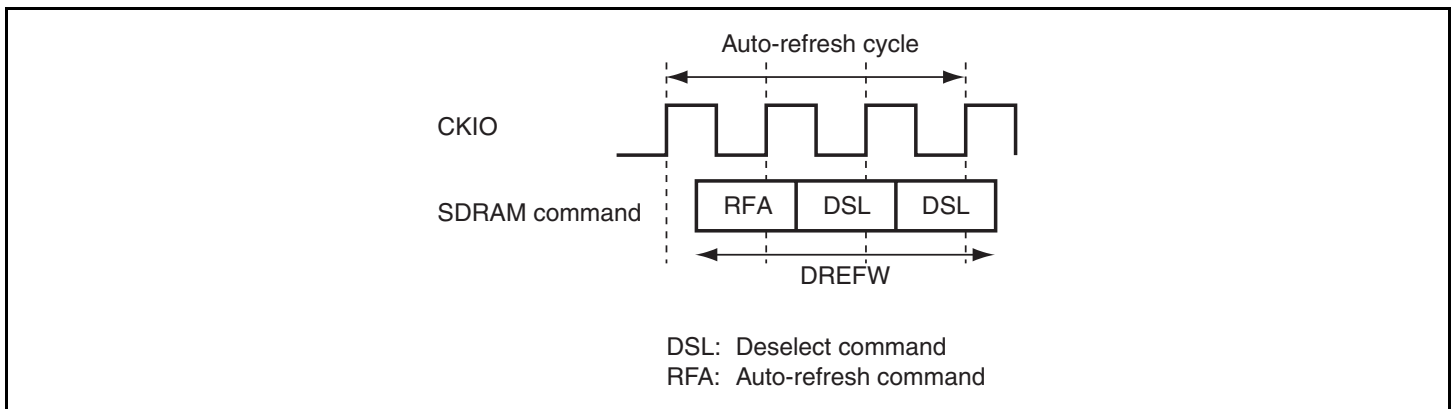 Auto-refresh cycle
CKIO
SDRAM command
RFA
DSL
DSL
DREFW
DSL: Deselect command
RFA: Auto-refresh command